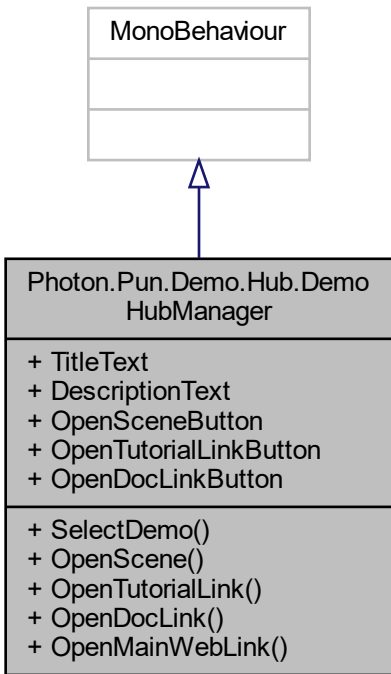 MonoBehaviour
Photon.Pun.Demo.Hub.Demo
HubManager
+ TitleText
+ DescriptionText
+ OpenSceneButton
+ OpenTutorialLinkButton
+ OpenDocLinkButton
+ SelectDemo()
+ OpenScene()
+ OpenTutorialLink()
+ OpenDocLink()
+ OpenMainWebLink()